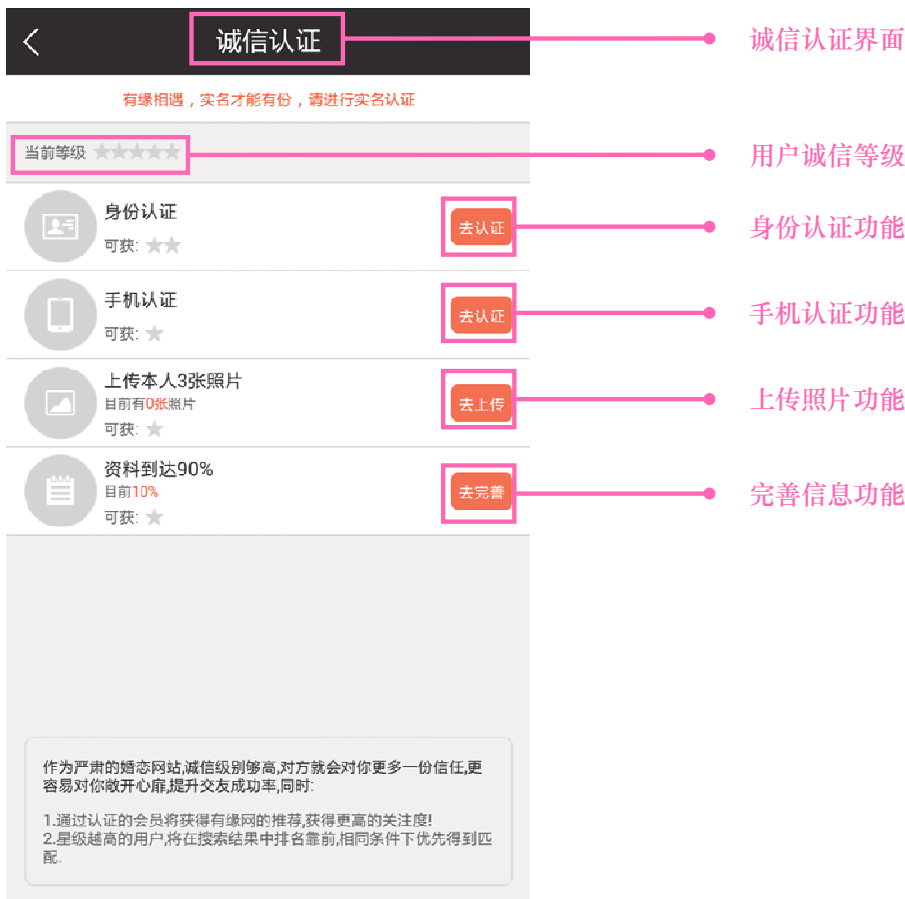 诚信认证
诚信认证界面
有缘相遇，实名才能有份，请进行实名认证
当前等级
用户诚信等级
身份认证
可获:
去认证
身份认证功能
手机认证
可获:
去认证
手机认证功能
上传本人3张照片
目前有0张照片
可获:
去上传
上传照片功能
资料到达90%
目前10%
可获:
去完善
完善信息功能
作为严肃的婚恋网站,诚信级别够高,对方就会对你更多一份信任,更
容易对你敞开心扉,提升交友成功率,同时:
1.通过认证的会员将获得有缘网的推荐,获得更高的关注度!
2.星级越高的用户,将在搜索结果中排名靠前,相同条件下优先得到匹
配.